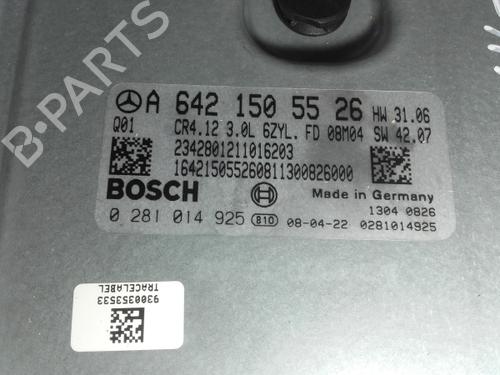 A 642 150 55 26 HW 31.06
Q01 CR4.12 3.0L 6ZYL. FD 08M04 SW 42.07
2342801211016203
16421505526081130082600​0
BOSCH Made in Germany
1304 0826
0 281 014 925 810 08-04-22 0281014925
9300353533
TRACELABEL
B-PARTS